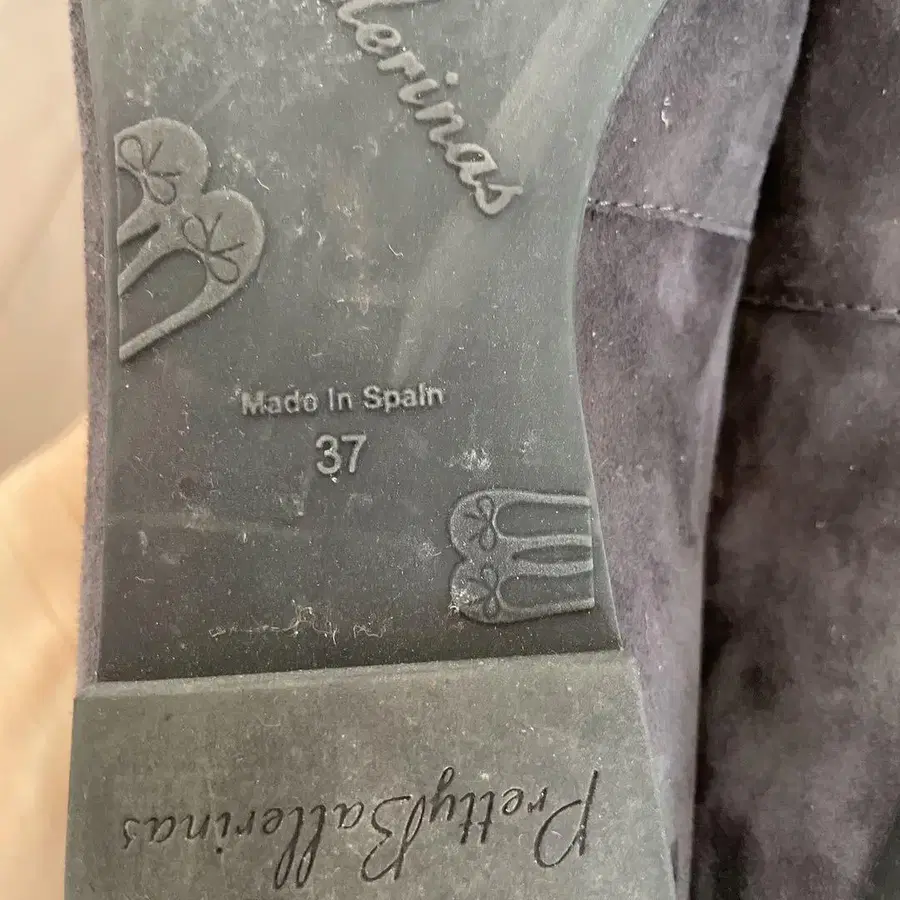 lerinas
Made In Spain
37
PrettyBallerinas